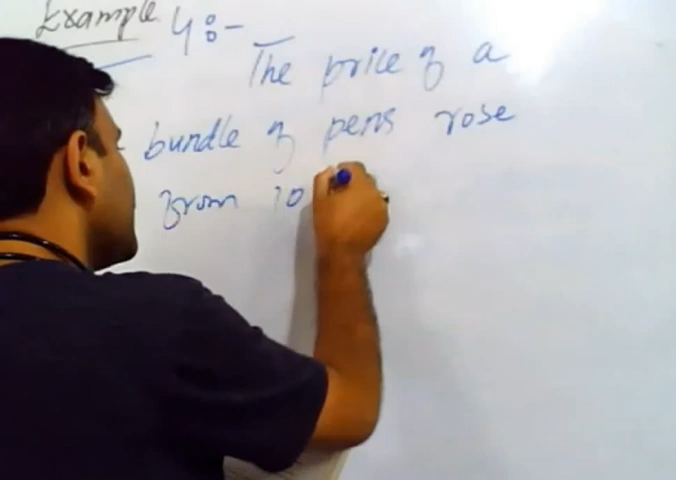 Example 4:-
The price of a
bundle of pens rose
from 10